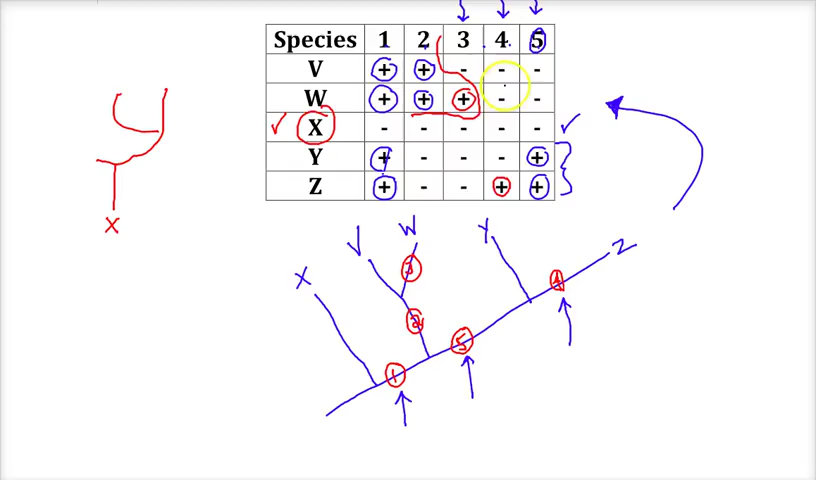 Species 1 2 3 4 5
V + + - - -
W + + + - -
X - - - - -
Y + - - - +
Z + - - + +
X
X V W Y Z
3
2
1 5 4